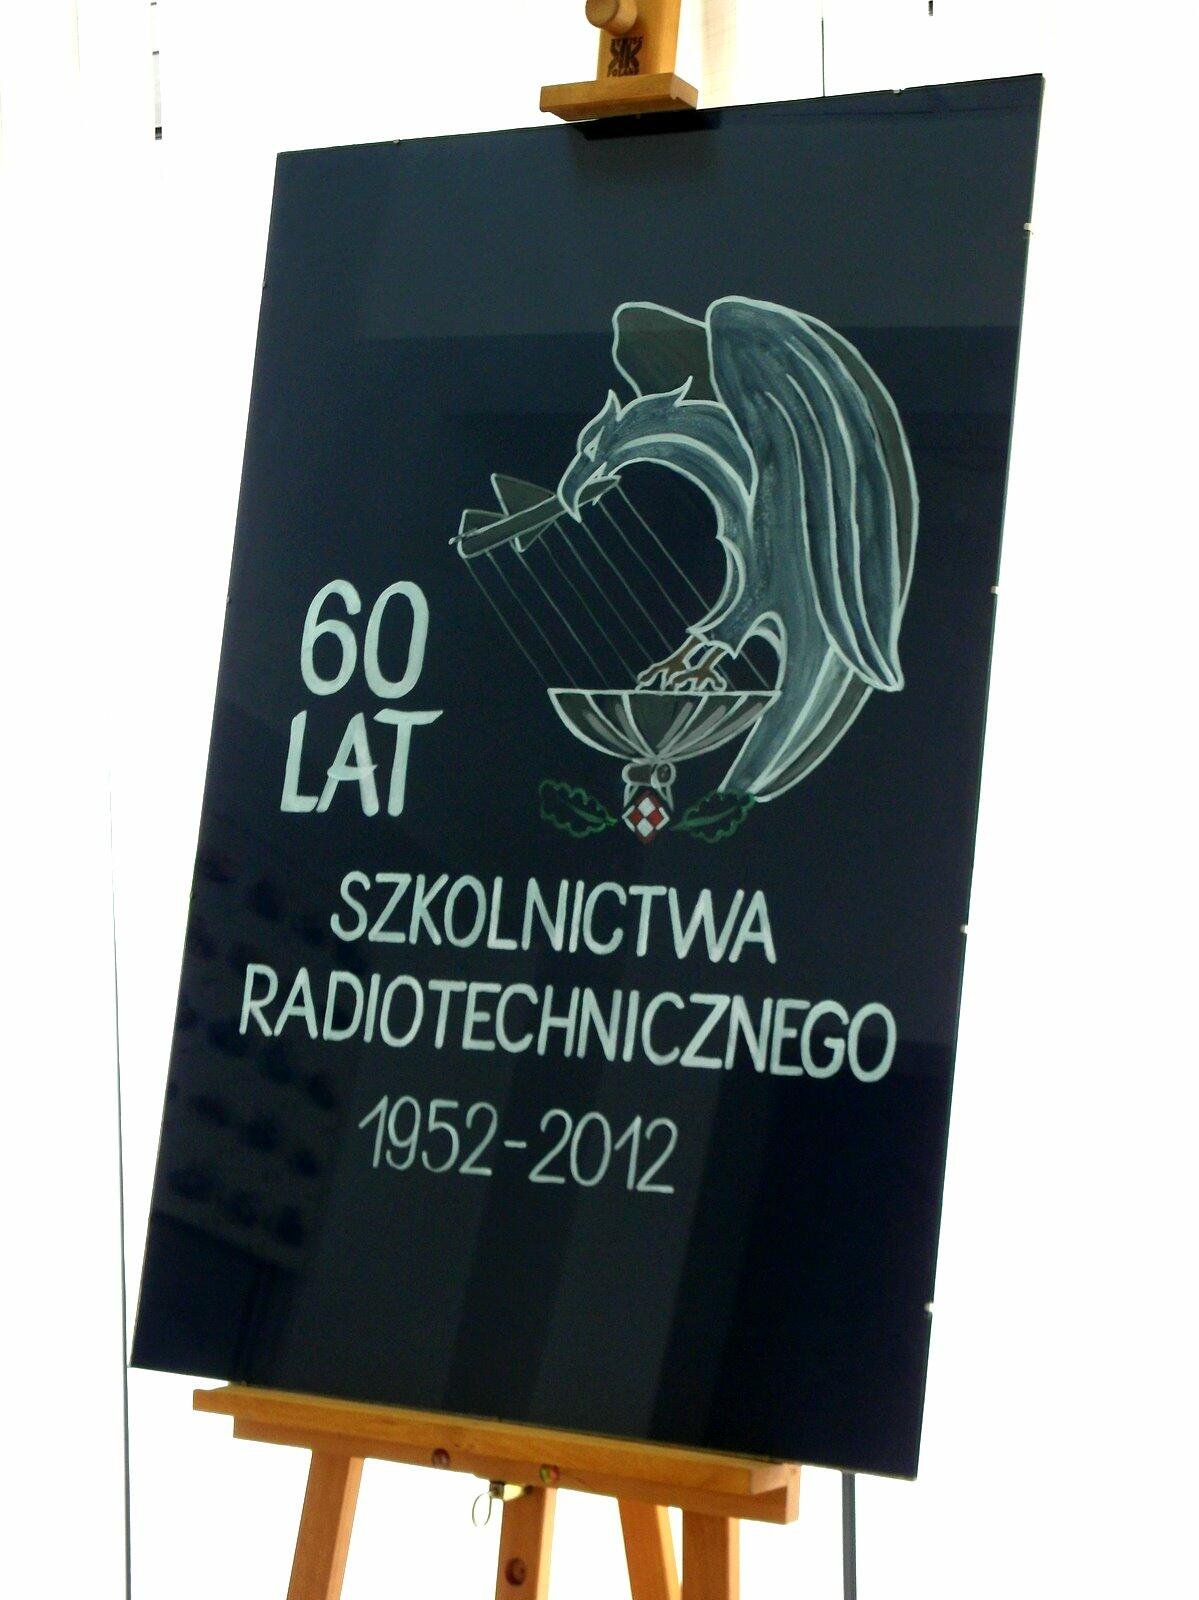 60
LAT
SZKOLNICTWA
RADIOTECHNICZNEGO
1952-2012